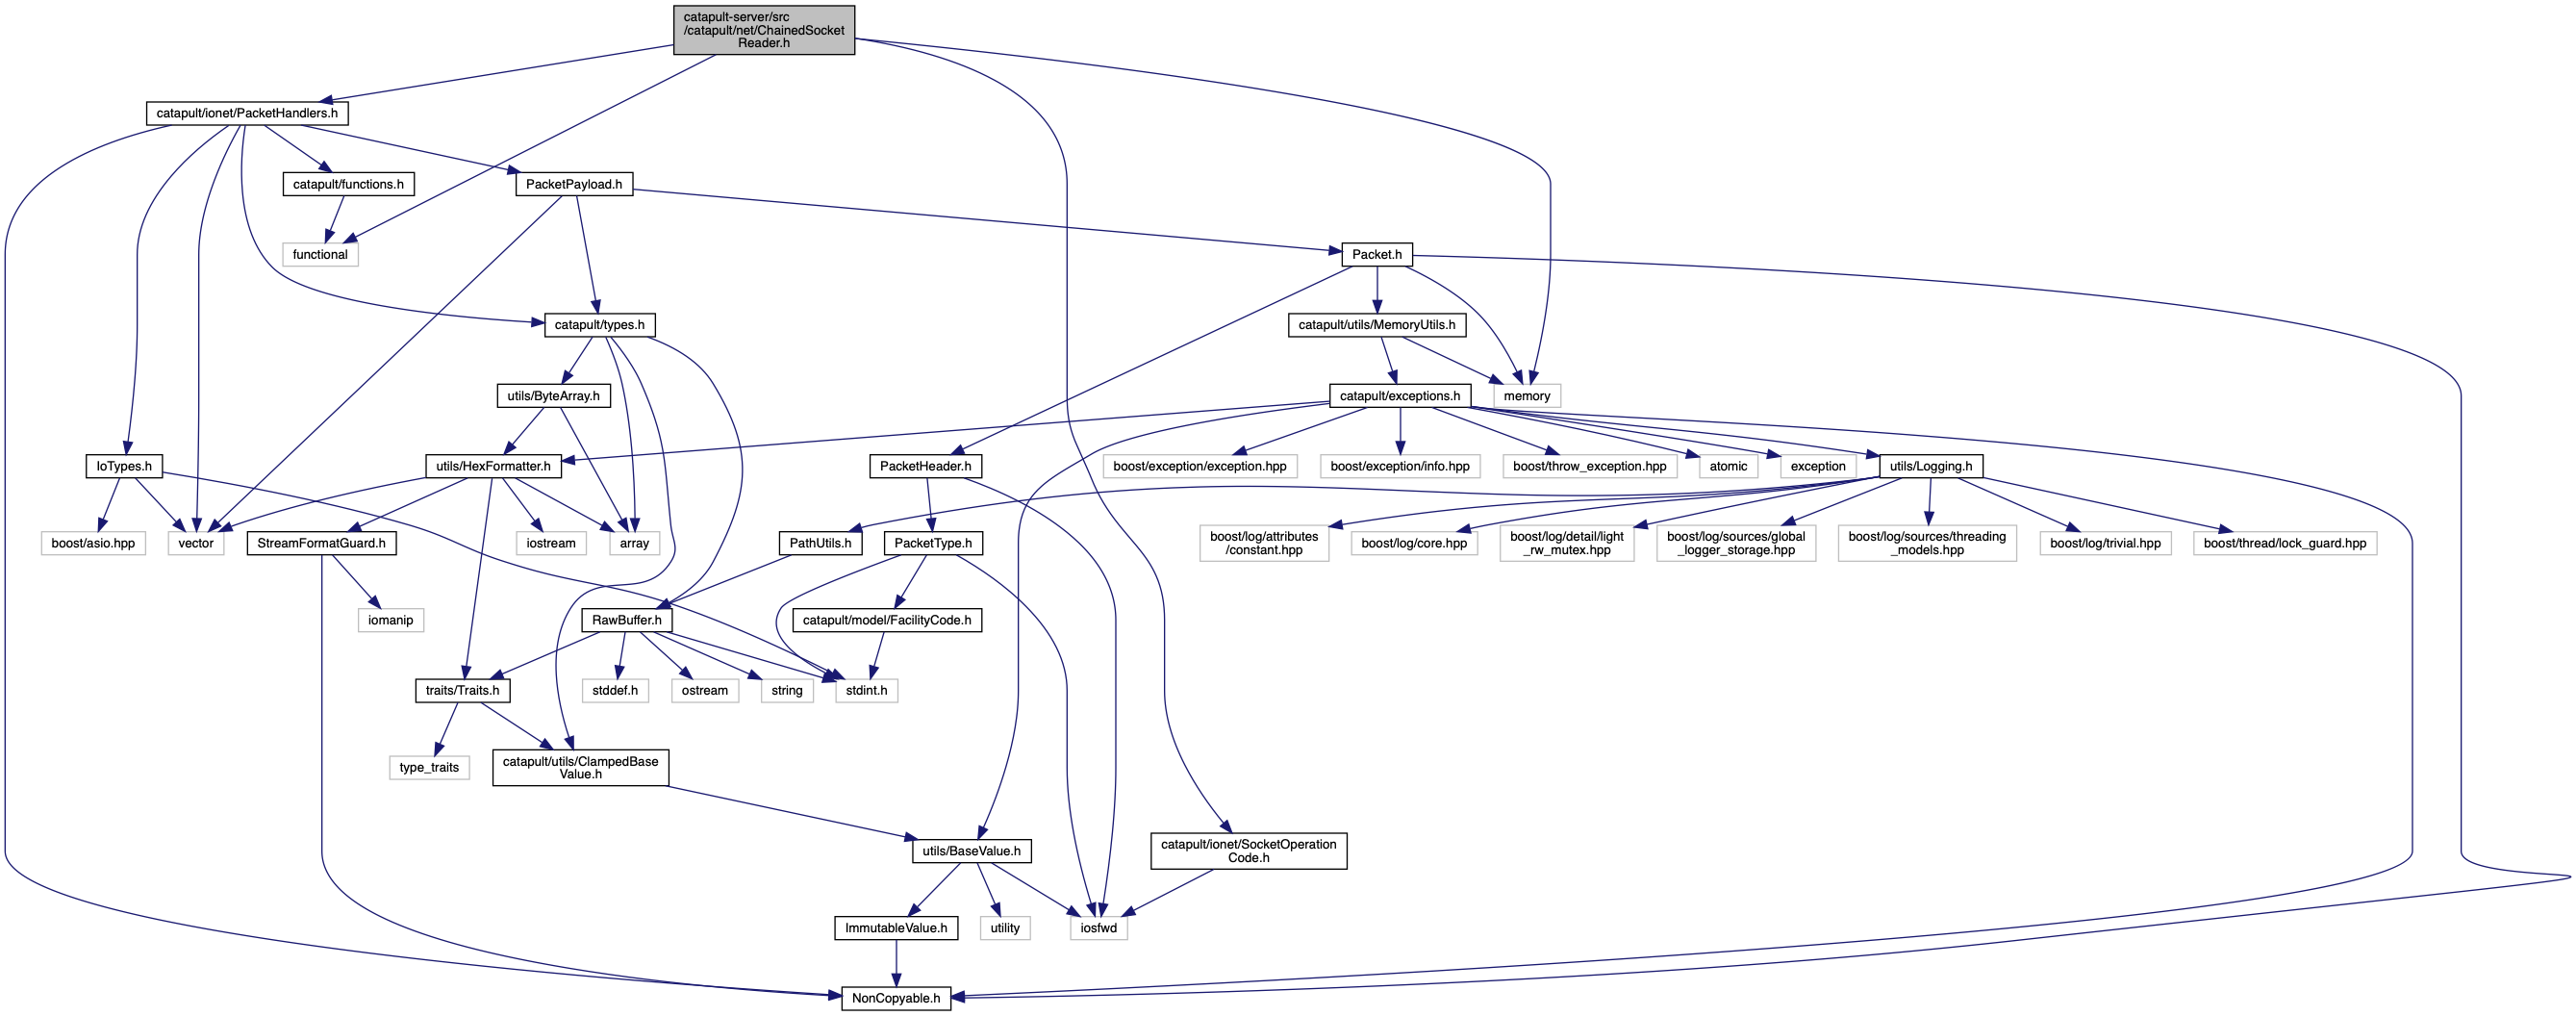 catapult-server/src
/catapult/net/ChainedSocket
Reader.h
catapult/ionet/PacketHandlers.h
catapult/functions.h
PacketPayload.h
functional
Packet.h
catapult/types.h
catapult/utils/MemoryUtils.h
utils/ByteArray.h
catapult/exceptions.h
memory
IoTypes.h
utils/HexFormatter.h
PacketHeader.h
boost/exception/exception.hpp
boost/exception/info.hpp
boost/throw_exception.hpp
atomic
exception
utils/Logging.h
boost/asio.hpp
vector
StreamFormatGuard.h
iostream
array
PathUtils.h
PacketType.h
boost/log/attributes
/constant.hpp
boost/log/core.hpp
boost/log/detail/light
_rw_mutex.hpp
boost/log/sources/global
_logger_storage.hpp
boost/log/sources/threading
_models.hpp
boost/log/trivial.hpp
boost/thread/lock_guard.hpp
iomanip
RawBuffer.h
catapult/model/FacilityCode.h
traits/Traits.h
stddef.h
ostream
string
stdint.h
type_traits
catapult/utils/ClampedBase
Value.h
utils/BaseValue.h
catapult/ionet/SocketOperation
Code.h
ImmutableValue.h
utility
iosfwd
NonCopyable.h